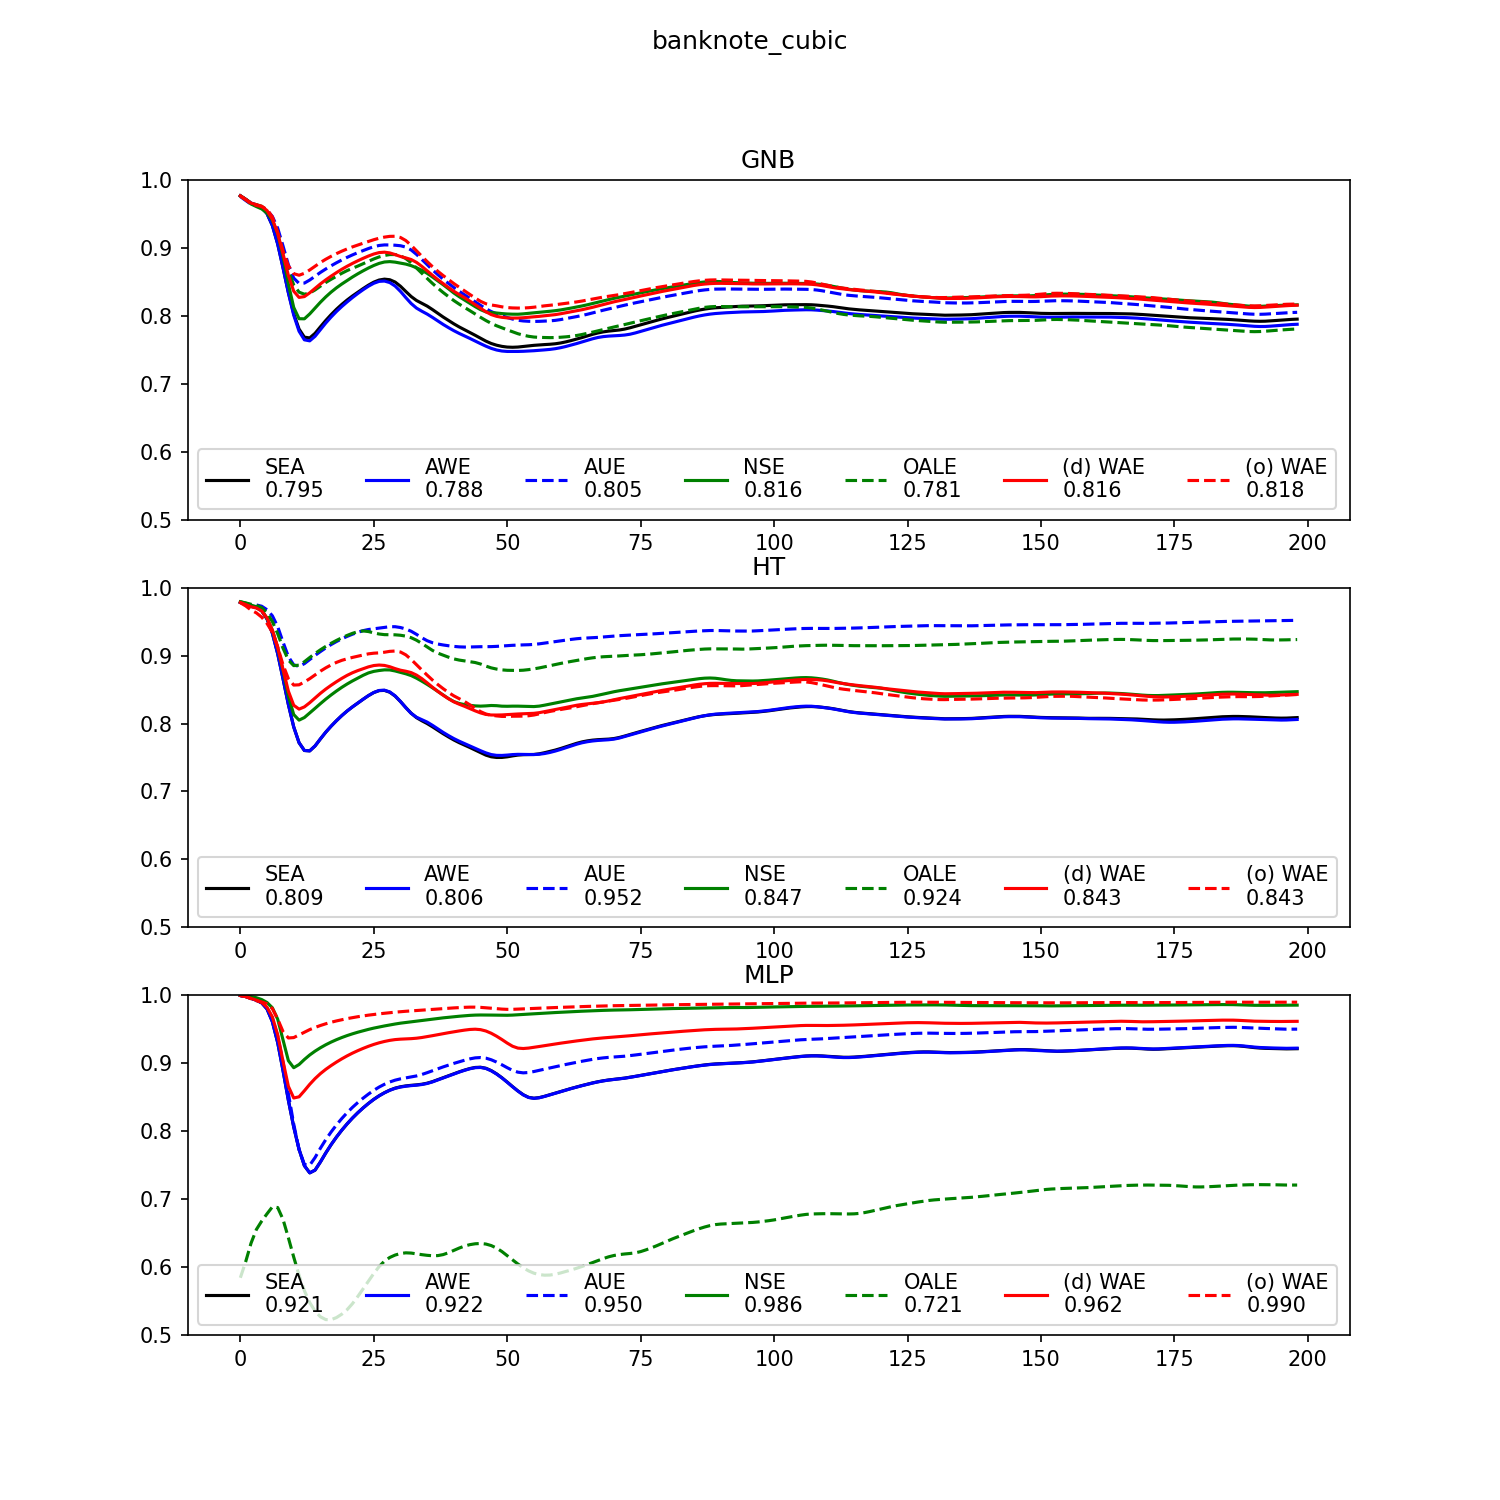 banknote_cubic
GNB
1.0
0.9
0.8
0.7
0.6
0.5
SEA AWE AUE NSE OALE (d) WAE (o) WAE
0.795 0.788 0.805 0.816 0.781 0.816 0.818
0 25 50 75 100 125 150 175 200
HT
1.0
0.9
0.8
0.7
0.6
0.5
SEA AWE AUE NSE OALE (d) WAE (o) WAE
0.809 0.806 0.952 0.847 0.924 0.843 0.843
0 25 50 75 100 125 150 175 200
MLP
1.0
0.9
0.8
0.7
0.6
0.5
SEA AWE AUE NSE OALE (d) WAE (o) WAE
0.921 0.922 0.950 0.986 0.721 0.962 0.990
0 25 50 75 100 125 150 175 200